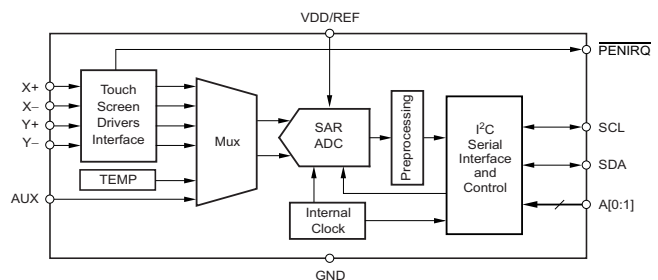 VDD/REF
PENIRQ
X+
X–
Y+
Y–
Touch
Screen
Drivers
Interface
Mux
SAR
ADC
Preprocessing
I²C
Serial
Interface
and
Control
SCL
SDA
TEMP
AUX
Internal
Clock
A[0:1]
GND